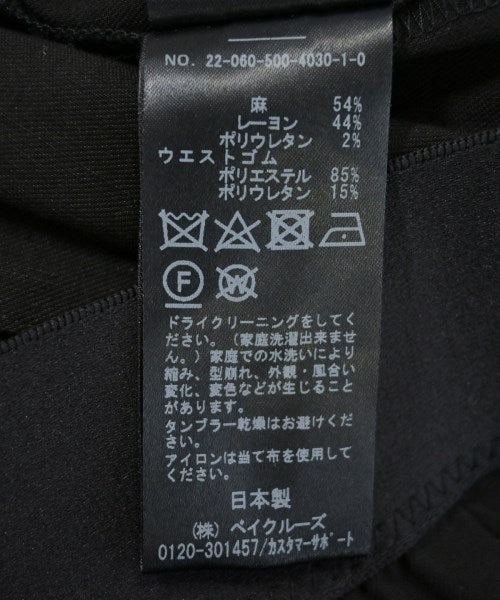 NO. 22-060-500-4030-1-0
麻 54%
レーヨン 44%
ポリウレタン 2%
ウエストゴム
ポリエステル 85%
ポリウレタン 15%
F W
ドライクリーニングをしてく
ださい。（家庭洗濯出来ませ
ん。）家庭での水洗いにより
縮み、型崩れ、外観・風合い
変化、変色などが生じること
があります。
タンブラー乾燥はお避けくだ
さい。
アイロンは当て布を使用して
ください。
日本製
(株) ベイクルーズ
0120-301457/カスタマーサポート